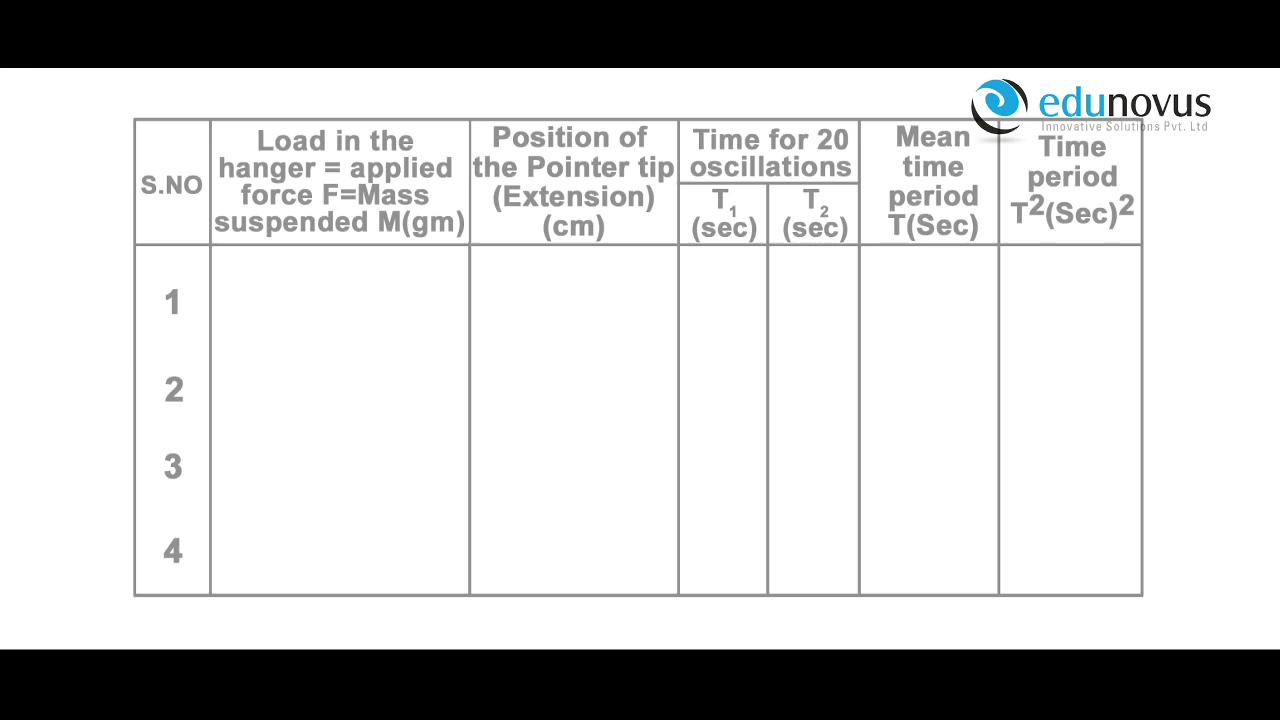 edunovus
Innovative Solutions Pvt. Ltd
S.NO
Load in the
hanger = applied
force F=Mass
suspended M(gm)
Position of
the Pointer tip
(Extension)
(cm)
Time for 20
oscillations
T₁
(sec)
T₂
(sec)
Mean
time
period
T(Sec)
Time
period
T²(Sec)²
1
2
3
4